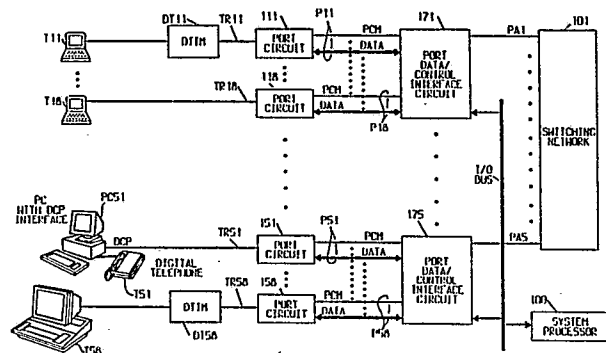 DT11
TR11
111
P11
171
PA1
101
T11
DTIM
PORT
CIRCUIT
PCM
DATA
PORT
DATA/
CONTROL
INTERFACE
CIRCUIT
SWITCHING
NETWORK
T18
TR18
118
PORT
CIRCUIT
PCM
DATA
P18
I/O
BUS
PC
WITH DCP
INTERFACE
PC51
DCP
DIGITAL
TELEPHONE
T51
TR51
151
PORT
CIRCUIT
P51
PCM
DATA
175
PORT
DATA/
CONTROL
INTERFACE
CIRCUIT
PA5
T58
DTIM
DT58
TR58
158
PORT
CIRCUIT
PCM
DATA
P58
100
SYSTEM
PROCESSOR